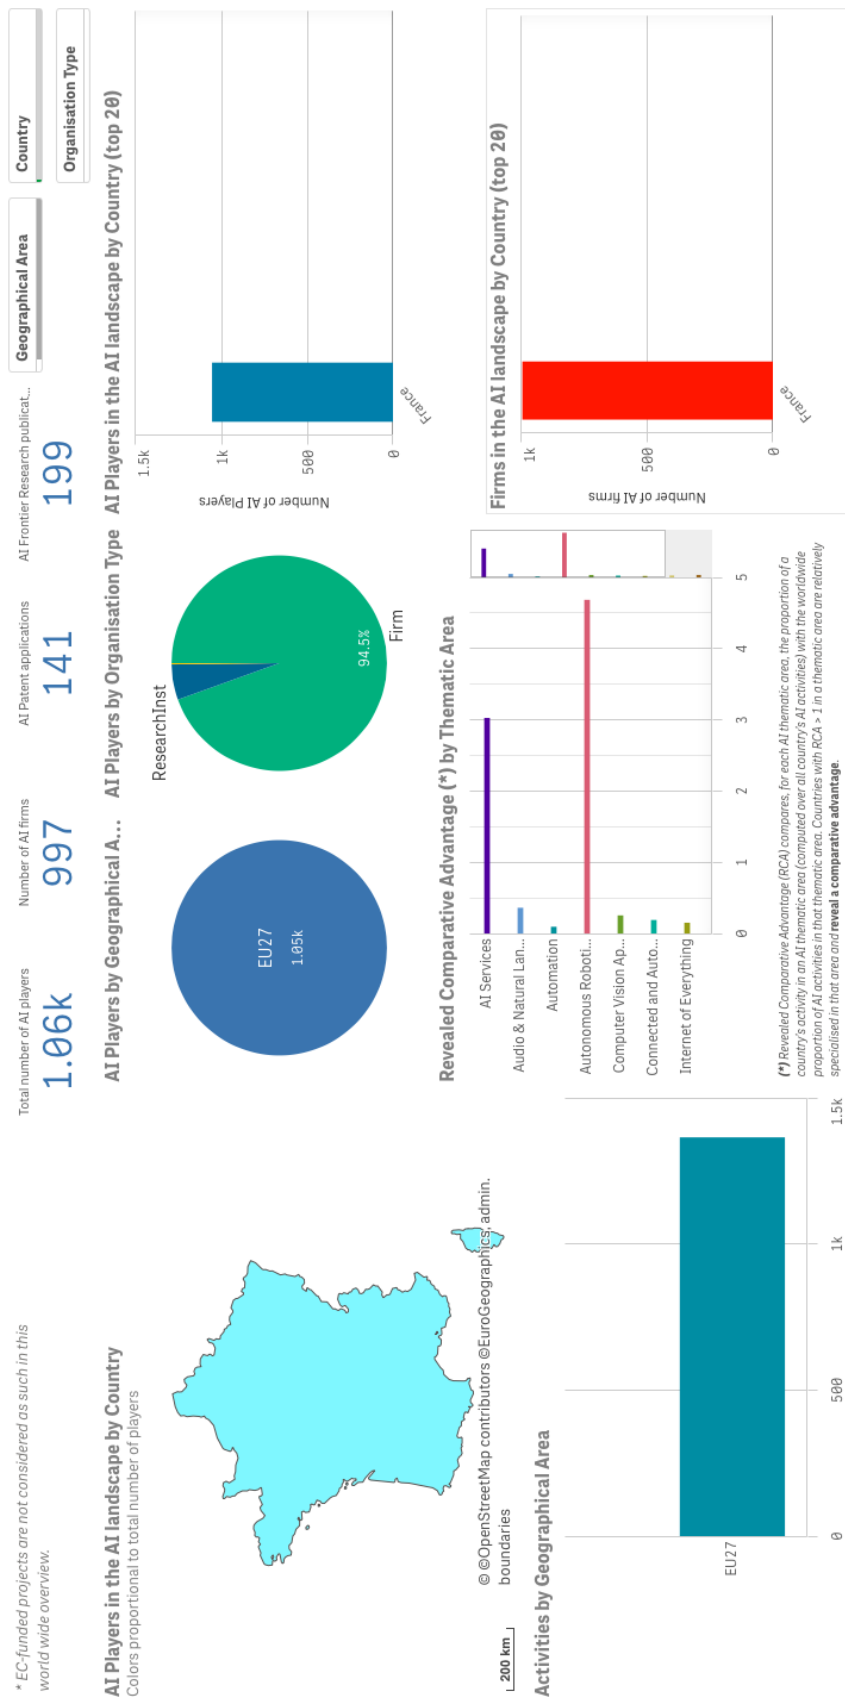 * EC-funded projects are not considered as such in this
world wide overview.
Total number of AI players
1.06k
Number of AI firms
997
AI Patent applications
141
AI Frontier Research publicat...
199
Geographical Area
Country
Organisation Type
AI Players in the AI landscape by Country
Colors proportional to total number of players
© ©OpenStreetMap contributors ©EuroGeographics, admin.
boundaries
200 km
AI Players by Geographical A...
EU27
1.05k
AI Players by Organisation Type
ResearchInst
94.5%
Firm
AI Players in the AI landscape by Country (top 20)
Number of AI Players
1.5k
1k
500
0
France
Activities by Geographical Area
EU27
0
500
1k
1.5k
Revealed Comparative Advantage (*) by Thematic Area
AI Services
Audio & Natural Lan...
Automation
Autonomous Roboti...
Computer Vision Ap...
Connected and Auto...
Internet of Everything
0
1
2
3
4
5
(*) Revealed Comparative Advantage (RCA) compares, for each AI thematic area, the proportion of a
country's activity in an AI thematic area (computed over all country's AI activities) with the worldwide
proportion of AI activities in that thematic area. Countries with RCA > 1 in a thematic area are relatively
specialised in that area and reveal a comparative advantage.
Firms in the AI landscape by Country (top 20)
Number of AI firms
1k
500
0
France